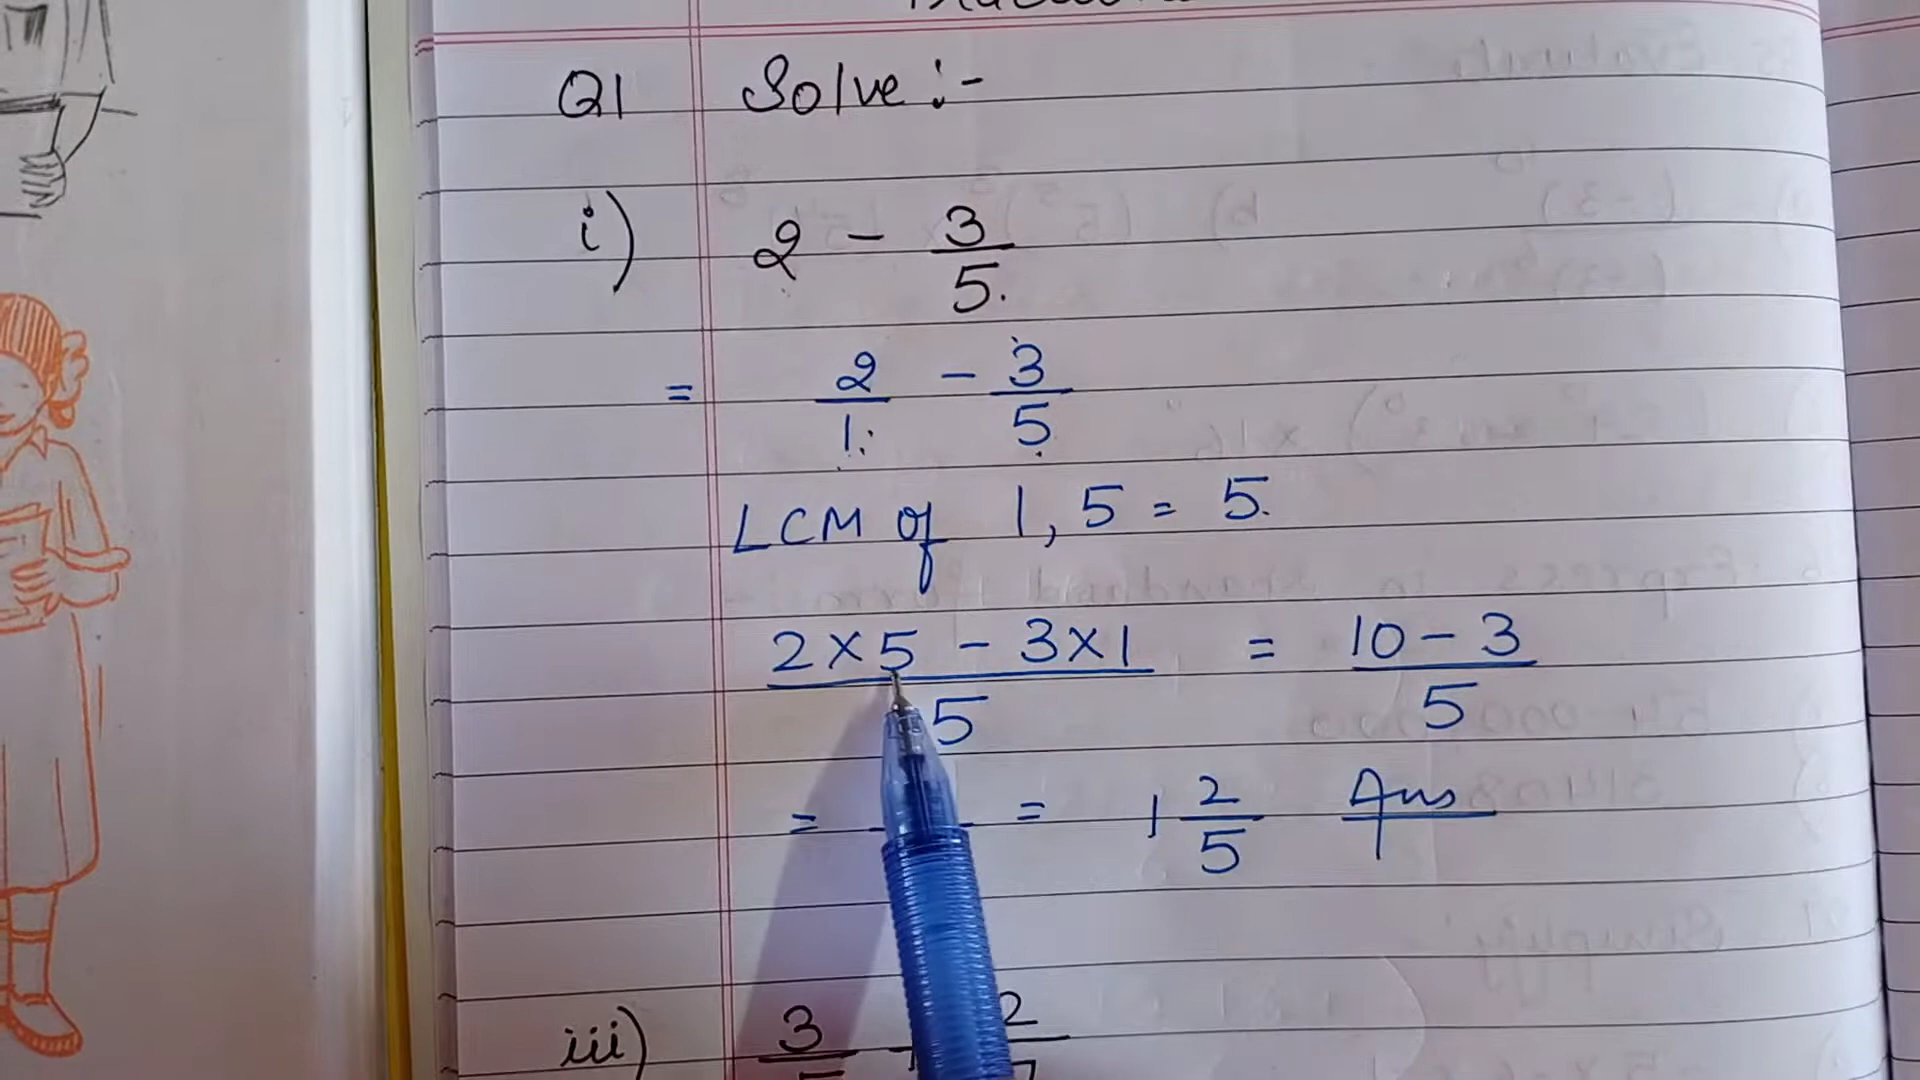 Q1 Solve :-
i) 2 - 3/5.
= 2/1 - 3/5
LCM of 1, 5 = 5.
2×5 - 3×1 / 5 = 10 - 3 / 5
= = 1 2/5 Ans
iii) 3 2